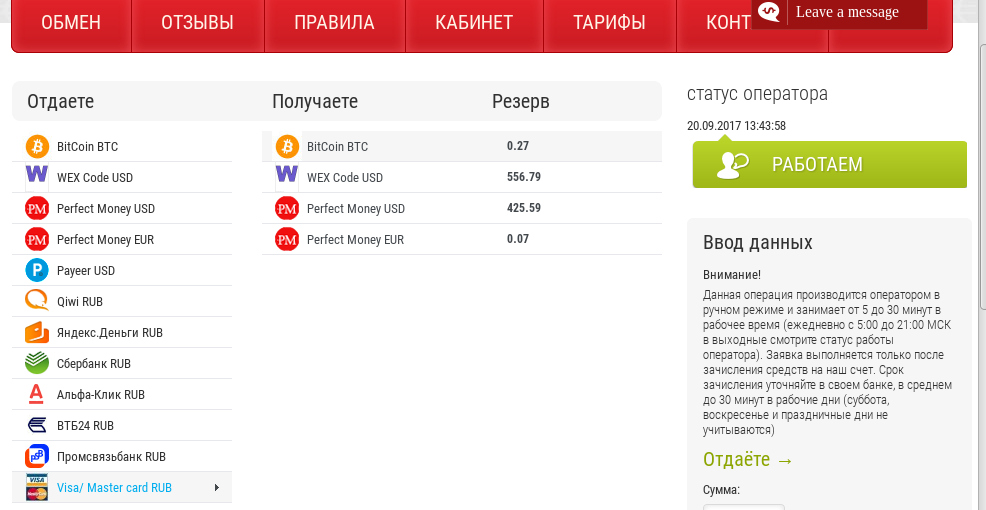 ОБМЕН ОТЗЫВЫ ПРАВИЛА КАБИНЕТ ТАРИФЫ КОНТ
Leave a message
Отдаете Получаете Резерв
BitCoin BTC
WEX Code USD
Perfect Money USD
Perfect Money EUR
Payeer USD
Qiwi RUB
Яндекс.Деньги RUB
Сбербанк RUB
Альфа-Клик RUB
ВТБ24 RUB
Промсвязьбанк RUB
Visa/ Master card RUB
BitCoin BTC 0.27
WEX Code USD 556.79
Perfect Money USD 425.59
Perfect Money EUR 0.07
статус оператора
20.09.2017 13:43:58
РАБОТАЕМ
Ввод данных
Внимание!
Данная операция производится оператором в
ручном режиме и занимает от 5 до 30 минут в
рабочее время (ежедневно с 5:00 до 21:00 МСК
в выходные смотрите статус работы
оператора). Заявка выполняется только после
зачисления средств на наш счет. Срок
зачисления уточняйте в своем банке, в среднем
до 30 минут в рабочие дни (суббота,
воскресенье и праздничные дни не
учитываются)
Отдаёте →
Сумма: